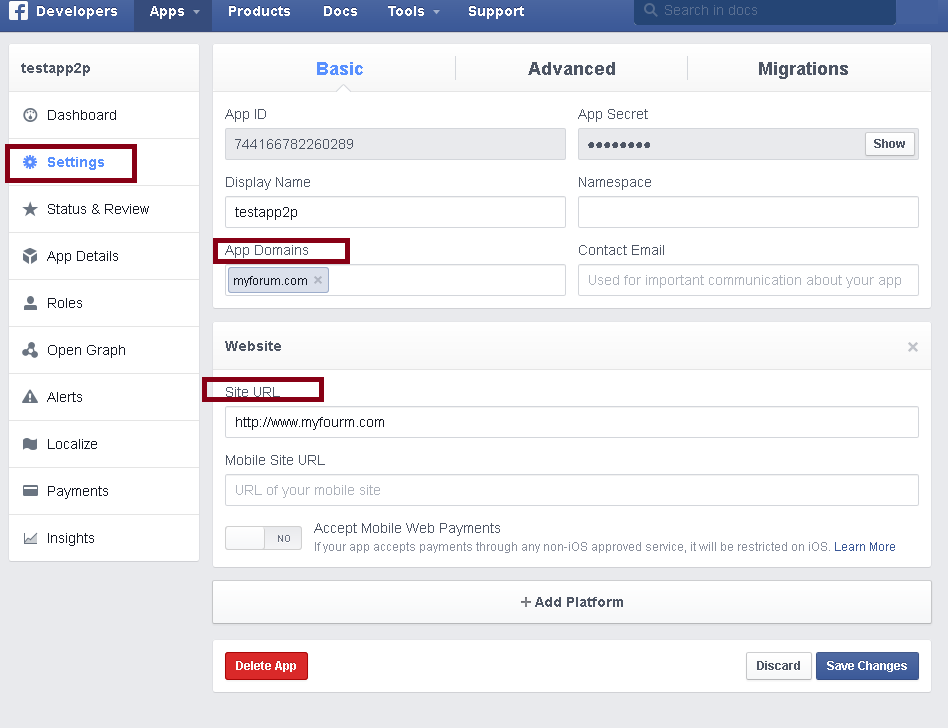 Developers Apps Products Docs Tools Support Search in docs
testapp2p
Dashboard
Settings
Status & Review
App Details
Roles
Open Graph
Alerts
Localize
Payments
Insights
Basic Advanced Migrations
App ID App Secret
744166782260289 •••••••• Show
Display Name Namespace
testapp2p
App Domains Contact Email
myforum.com × Used for important communication about your app
Website ×
Site URL
http://www.myfourm.com
Mobile Site URL
URL of your mobile site
NO Accept Mobile Web Payments
If your app accepts payments through any non-iOS approved service, it will be restricted on iOS. Learn More
+ Add Platform
Delete App Discard Save Changes